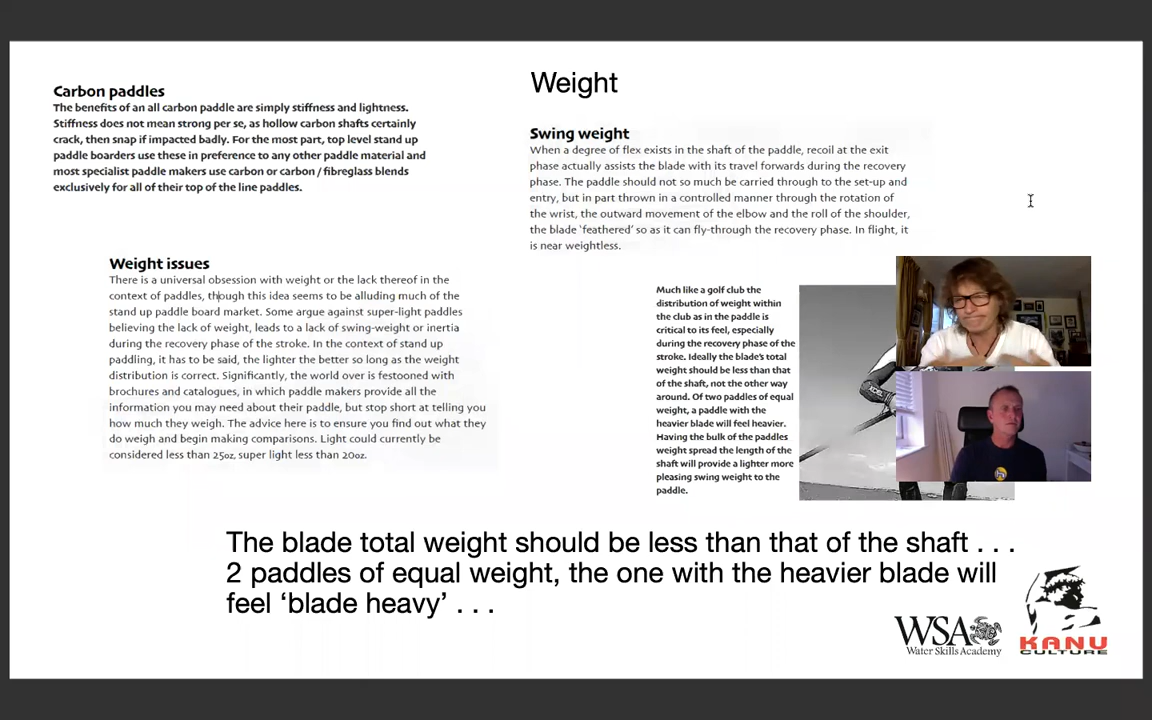 Carbon paddles
The benefits of an all carbon paddle are simply stiffness and lightness.
Stiffness does not mean strong per se, as hollow carbon shafts certainly
crack, then snap if impacted badly. For the most part, top level stand up
paddle boarders use these in preference to any other paddle material and
most specialist paddle makers use carbon or carbon / fibreglass blends
exclusively for all of their top of the line paddles.
Weight issues
There is a universal obsession with weight or the lack thereof in the
context of paddles, though this idea seems to be alluding much of the
stand up paddle board market. Some argue against super-light paddles
believing the lack of weight, leads to a lack of swing-weight or inertia
during the recovery phase of the stroke. In the context of stand up
paddling, it has to be said, the lighter the better so long as the weight
distribution is correct. Significantly, the world over is festooned with
brochures and catalogues, in which paddle makers provide all the
information you may need about their paddle, but stop short at telling you
how much they weigh. The advice here is to ensure you find out what they
do weigh and begin making comparisons. Light could currently be
considered less than 25oz, super light less than 20oz.
Weight
Swing weight
When a degree of flex exists in the shaft of the paddle, recoil at the exit
phase actually assists the blade with its travel forwards during the recovery
phase. The paddle should not so much be carried through to the set-up and
entry, but in part thrown in a controlled manner through the rotation of
the wrist, the outward movement of the elbow and the roll of the shoulder,
the blade 'feathered' so as it can fly-through the recovery phase. In flight, it
is near weightless.
Much like a golf club the
distribution of weight within
the club as in the paddle is
critical to its feel, especially
during the recovery phase of the
stroke. Ideally the blade's total
weight should be less than that
of the shaft, not the other way
around. Of two paddles of equal
weight, a paddle with the
heavier blade will feel heavier.
Having the bulk of the paddles
weight spread the length of the
shaft will provide a lighter more
pleasing swing weight to the
paddle.
The blade total weight should be less than that of the shaft . . .
2 paddles of equal weight, the one with the heavier blade will
feel ‘blade heavy’ . . .
WSA
Water Skills Academy
KANU
CULTURE